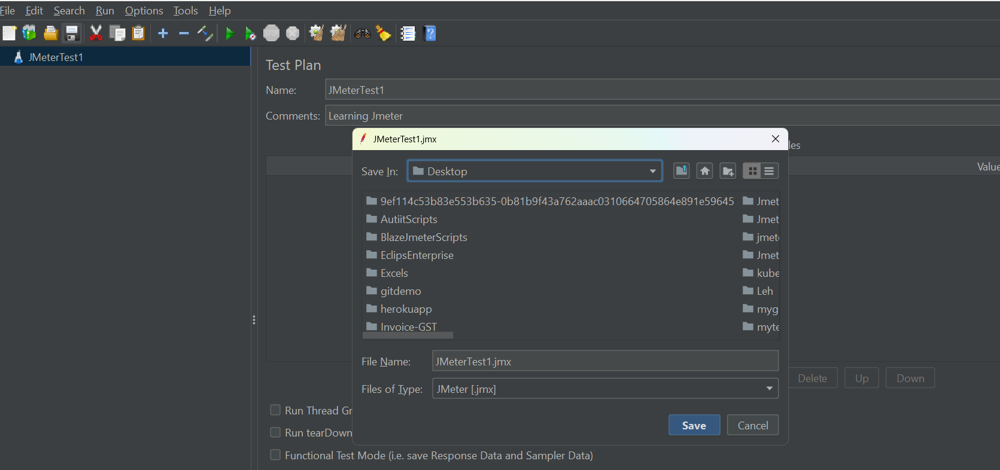 File Edit Search Run Options Tools Help
JMeterTest1
Test Plan
Name: JMeterTest1
Comments: Learning Jmeter
JMeterTest1.jmx
les
Value
Save In: Desktop
9ef114c53b83e553b635-0b81b9f43a762aaac0310664705864e891e59645 Jmet
AutiitScripts Jmet
BlazeJmeterScripts jmet
EclipsEnterprise Jmet
Excels kube
gitdemo Leh
herokuapp myg
Invoice-GST myte
File Name: JMeterTest1.jmx
Files of Type: JMeter [.jmx]
Delete Up Down
Run Thread Gr
Save Cancel
Run tearDown
Functional Test Mode (i.e. save Response Data and Sampler Data)